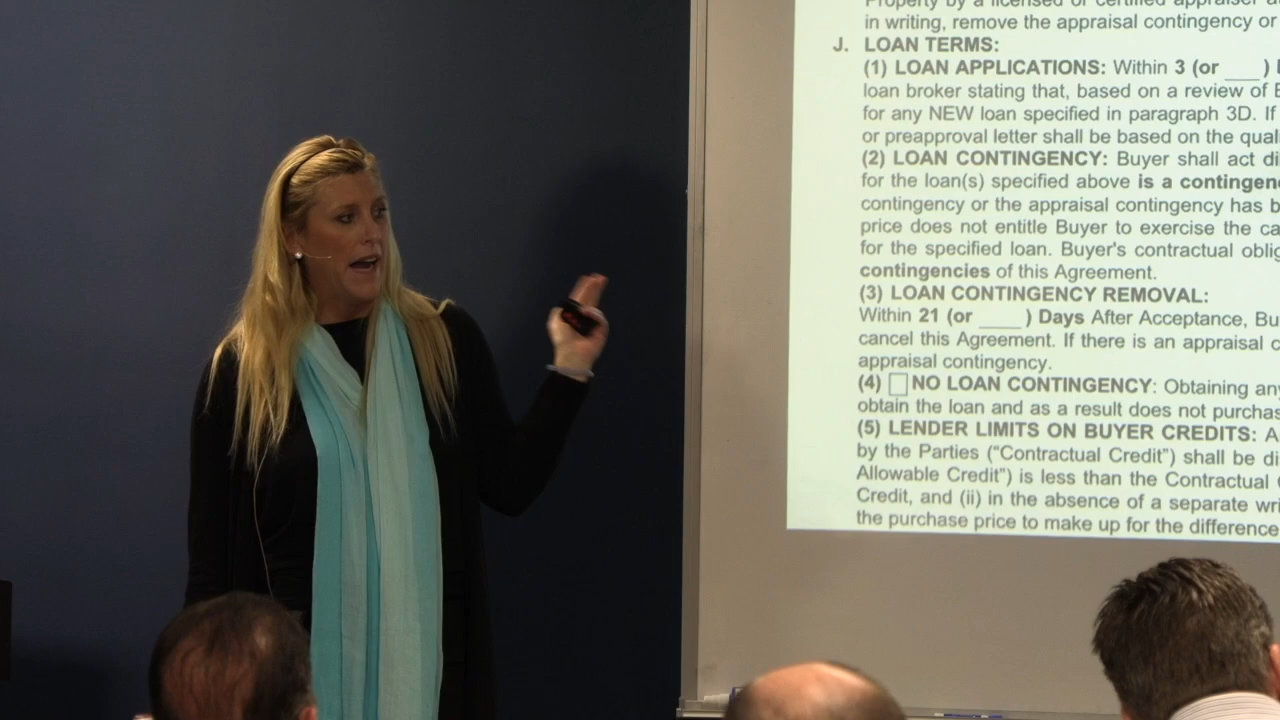 Property by a licensed or certified appraiser
in writing, remove the appraisal contingency or
J. LOAN TERMS:
(1) LOAN APPLICATIONS: Within 3 (or ___ )
loan broker stating that, based on a review of
for any NEW loan specified in paragraph 3D. If
or preapproval letter shall be based on the
(2) LOAN CONTINGENCY: Buyer shall act
for the loan(s) specified above is a
contingency or the appraisal contingency has
price does not entitle Buyer to exercise the
for the specified loan. Buyer's contractual
contingencies of this Agreement.
(3) LOAN CONTINGENCY REMOVAL:
Within 21 (or ____ ) Days After Acceptance,
cancel this Agreement. If there is an appraisal
appraisal contingency.
(4) ☐ NO LOAN CONTINGENCY: Obtaining any
obtain the loan and as a result does not
(5) LENDER LIMITS ON BUYER CREDITS:
by the Parties ("Contractual Credit") shall be
Allowable Credit") is less than the Contractual
Credit, and (ii) in the absence of a separate
the purchase price to make up for the difference